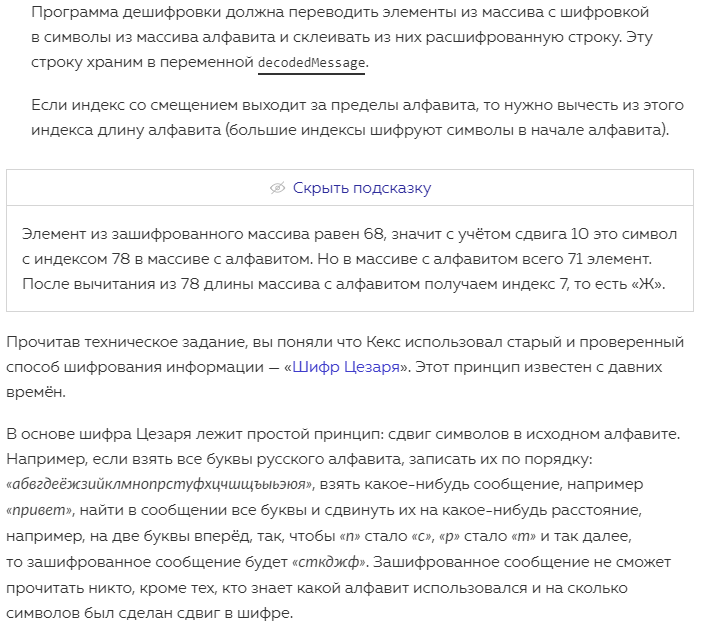 Программа дешифровки должна переводить элементы из массива с шифровкой
в символы из массива алфавита и склеивать из них расшифрованную строку. Эту
строку храним в переменной decodedMessage.
Если индекс со смещением выходит за пределы алфавита, то нужно вычесть из этого
индекса длину алфавита (большие индексы шифруют символы в начале алфавита).
Скрыть подсказку
Элемент из зашифрованного массива равен 68, значит с учётом сдвига 10 это символ
с индексом 78 в массиве с алфавитом. Но в массиве с алфавитом всего 71 элемент.
После вычитания из 78 длины массива с алфавитом получаем индекс 7, то есть «Ж».
Прочитав техническое задание, вы поняли что Кекс использовал старый и проверенный
способ шифрования информации — «Шифр Цезаря». Этот принцип известен с давних
времён.
В основе шифра Цезаря лежит простой принцип: сдвиг символов в исходном алфавите.
Например, если взять все буквы русского алфавита, записать их по порядку:
«абвгдеёжзийклмнопрстуфхцчшщъыьэюя», взять какое-нибудь сообщение, например
«привет», найти в сообщении все буквы и сдвинуть их на какое-нибудь расстояние,
например, на две буквы вперёд, так, чтобы «п» стало «с», «р» стало «т» и так далее,
то зашифрованное сообщение будет «сткджф». Зашифрованное сообщение не сможет
прочитать никто, кроме тех, кто знает какой алфавит использовался и на сколько
символов был сделан сдвиг в шифре.